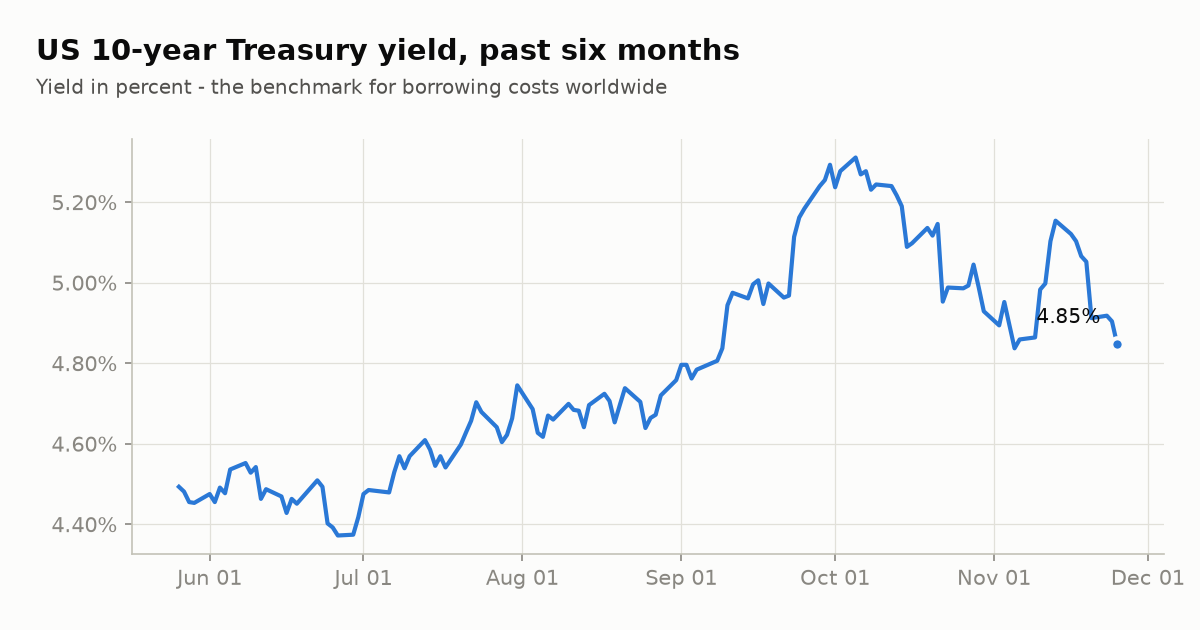 US 10-year Treasury yield, past six months
Yield in percent - the benchmark for borrowing costs worldwide
5.20%
5.00%
4.80%
4.60%
4.40%
4.85%
Jun 01 Jul 01 Aug 01 Sep 01 Oct 01 Nov 01 Dec 01